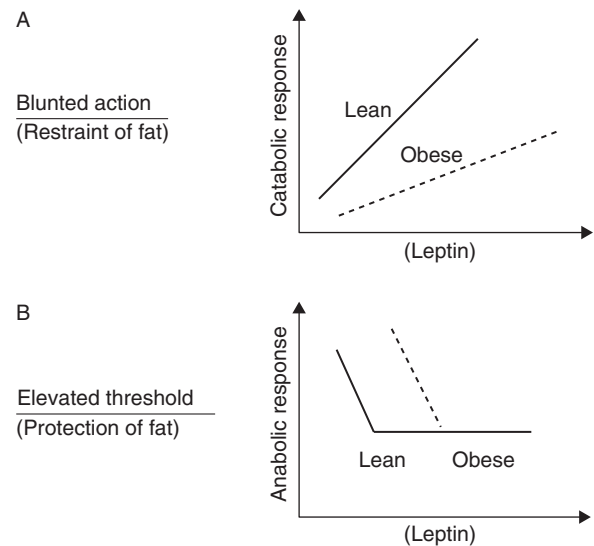 A
Blunted action
(Restraint of fat)
Catabolic response
Lean
Obese
(Leptin)
B
Elevated threshold
(Protection of fat)
Anabolic response
Lean Obese
(Leptin)